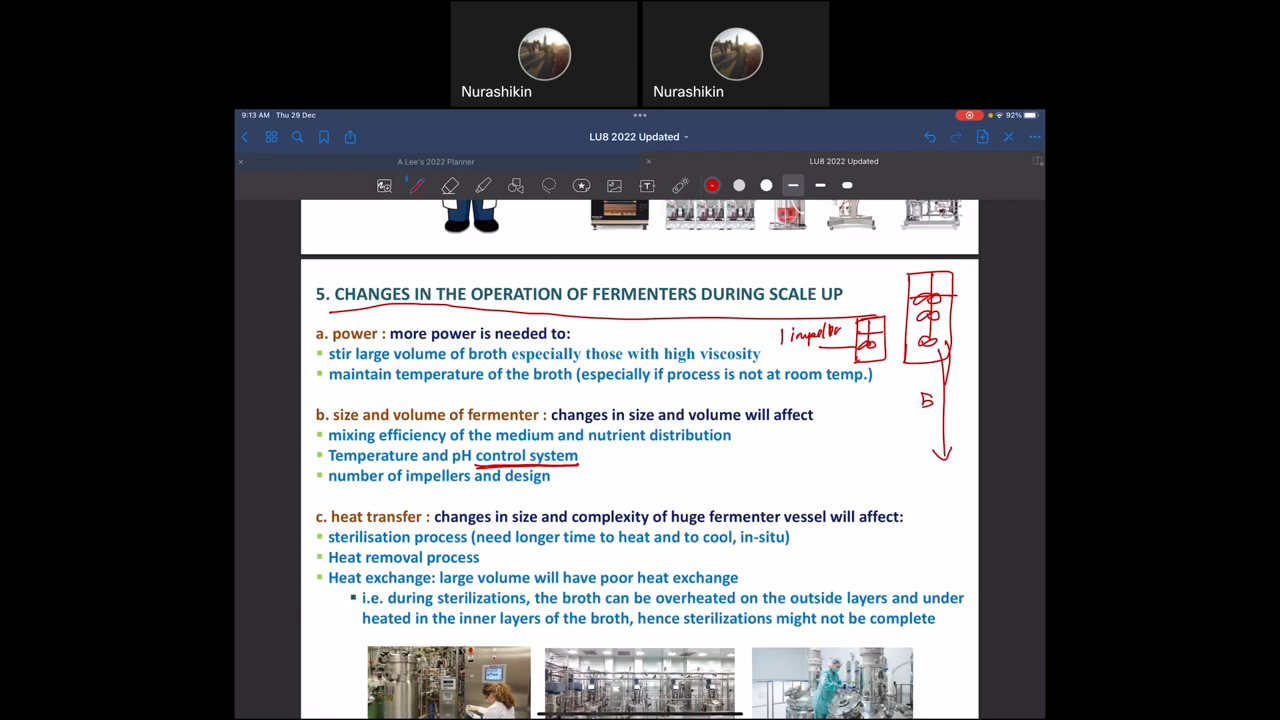 Nurashikin
Nurashikin
9:13 AM Thu 29 Dec
92%
LU8 2022 Updated
A Lee's 2022 Planner
LU8 2022 Updated
5. CHANGES IN THE OPERATION OF FERMENTERS DURING SCALE UP
a. power : more power is needed to:
1 impeller
stir large volume of broth especially those with high viscosity
maintain temperature of the broth (especially if process is not at room temp.)
5
b. size and volume of fermenter : changes in size and volume will affect
mixing efficiency of the medium and nutrient distribution
Temperature and pH control system
number of impellers and design
c. heat transfer : changes in size and complexity of huge fermenter vessel will affect:
sterilisation process (need longer time to heat and to cool, in-situ)
Heat removal process
Heat exchange: large volume will have poor heat exchange
i.e. during sterilizations, the broth can be overheated on the outside layers and under
heated in the inner layers of the broth, hence sterilizations might not be complete